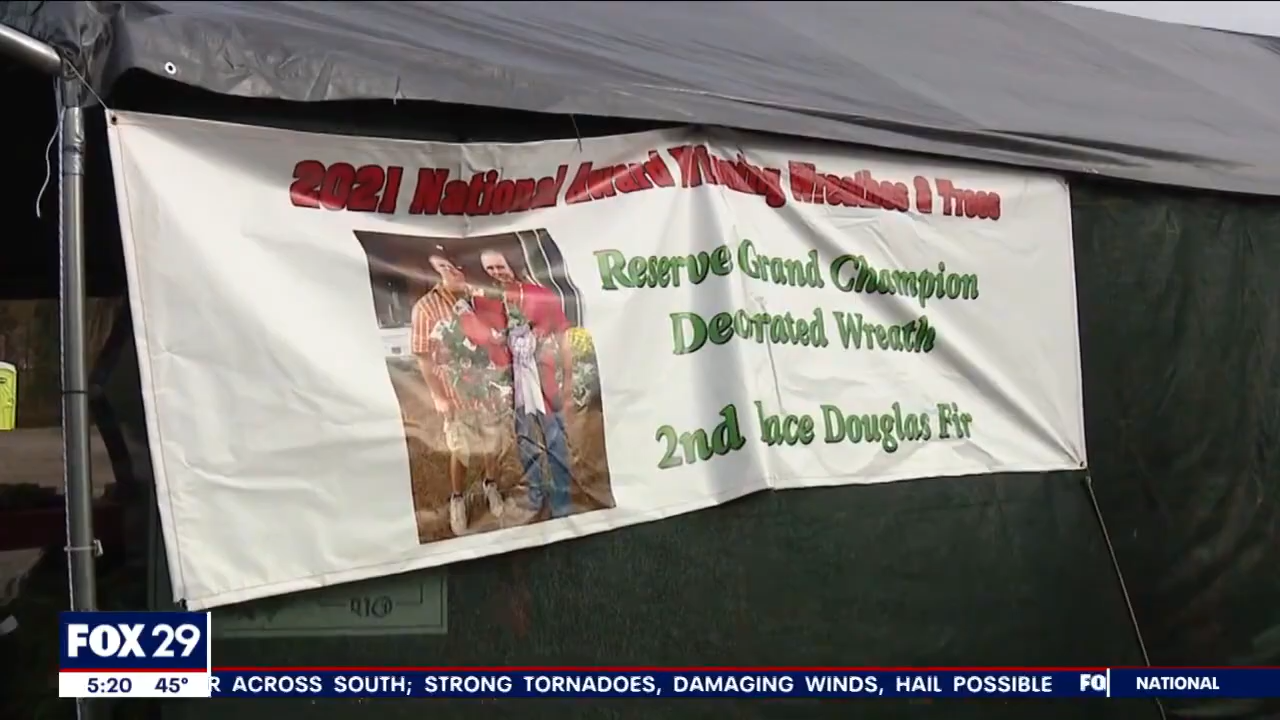 2021 National Award Winning Wreathes & Trees
Reserve Grand Champion
Decorated Wreath
2nd lace Douglas Fir
FOX 29
5:20 45°
R ACROSS SOUTH; STRONG TORNADOES, DAMAGING WINDS, HAIL POSSIBLE FO NATIONAL